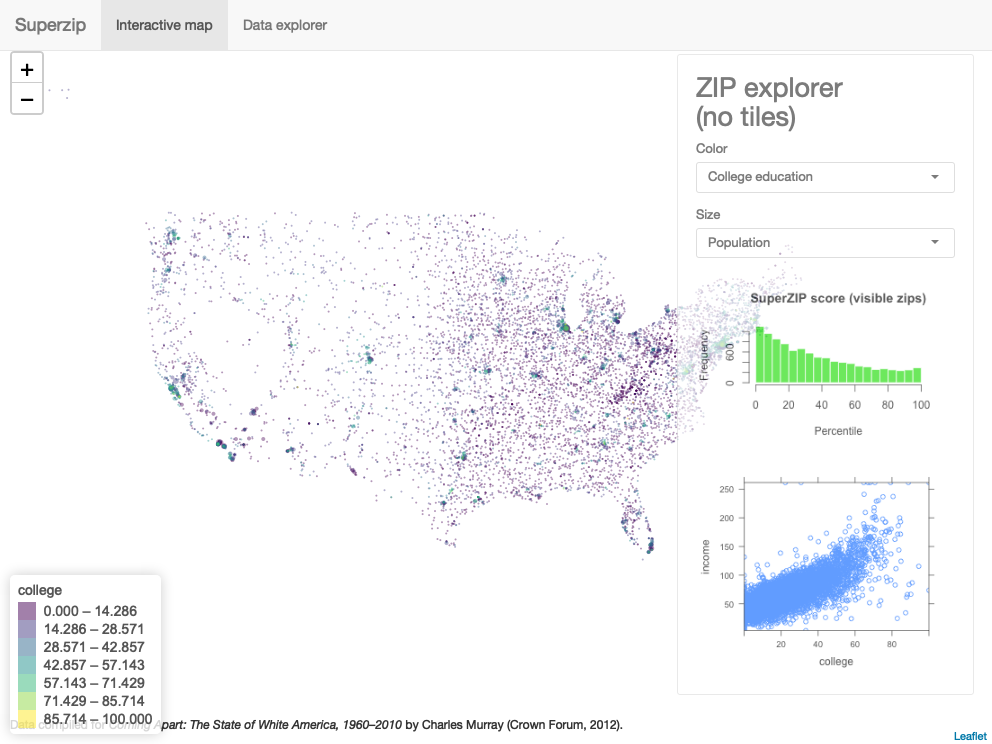 Superzip
Interactive map
Data explorer
+
−
ZIP explorer
(no tiles)
Color
College education
Size
Population
SuperZIP score (visible zips)
Frequency
600
0
0 20 40 60 80 100
Percentile
250
200
150
100
50
income
20 40 60 80
college
college
0.000 – 14.286
14.286 – 28.571
28.571 – 42.857
42.857 – 57.143
57.143 – 71.429
71.429 – 85.714
85.714 – 100.000
Data compiled for Coming Apart: The State of White America, 1960–2010 by Charles Murray (Crown Forum, 2012).
Leaflet